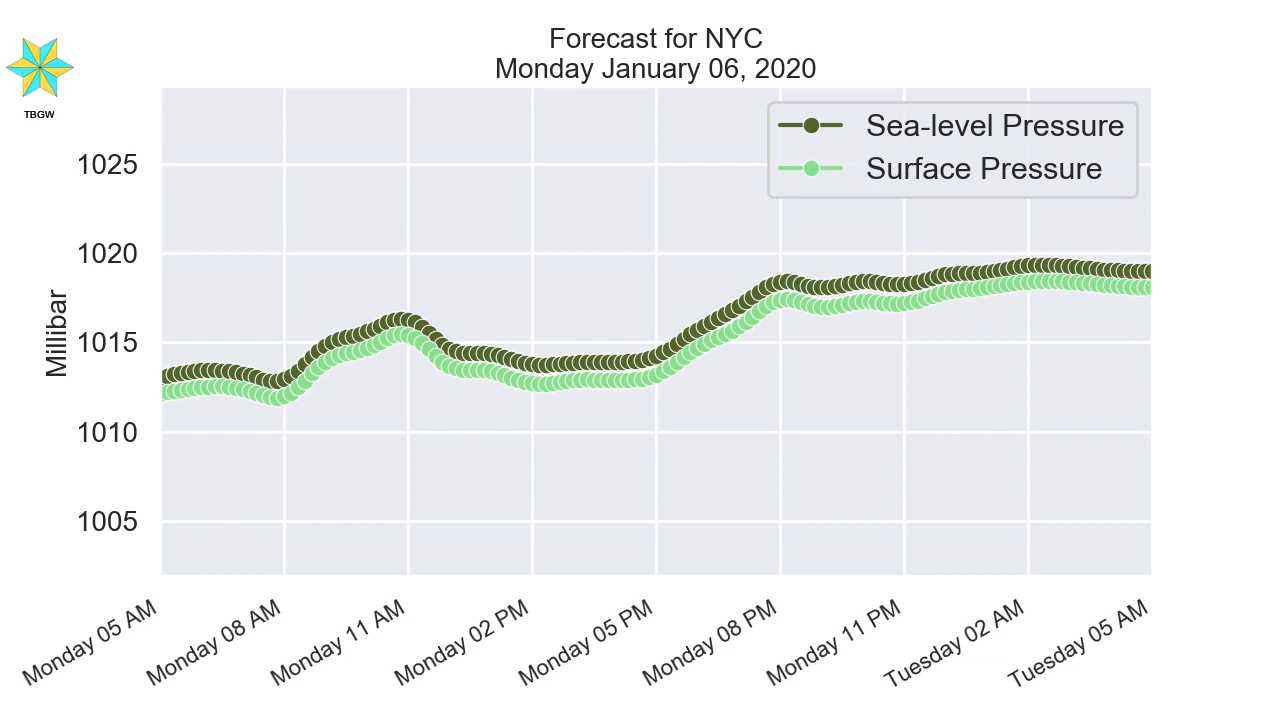 Forecast for NYC
Monday January 06, 2020
TBGW
Sea-level Pressure
Surface Pressure
1025
1020
1015
1010
1005
Millibar
Monday 05 AM
Monday 08 AM
Monday 11 AM
Monday 02 PM
Monday 05 PM
Monday 08 PM
Monday 11 PM
Tuesday 02 AM
Tuesday 05 AM